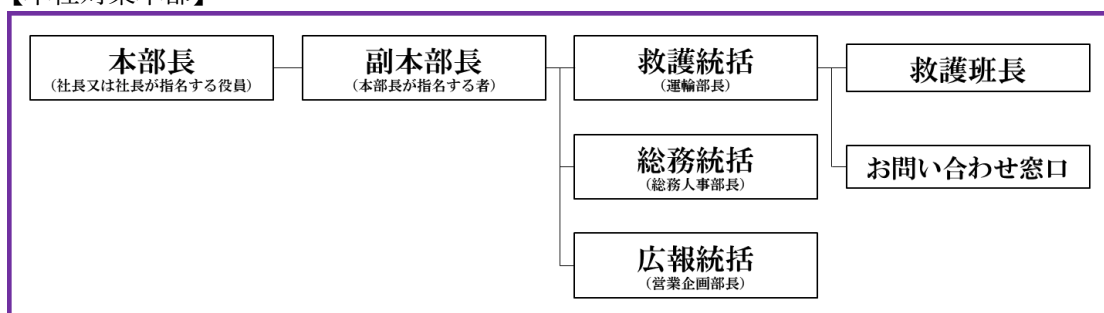 本部長
(社長又は社長が指名する役員)
副本部長
(本部長が指名する者)
救護統括
(運輸部長)
救護班長
総務統括
(総務人事部長)
お問い合わせ窓口
広報統括
(営業企画部長)